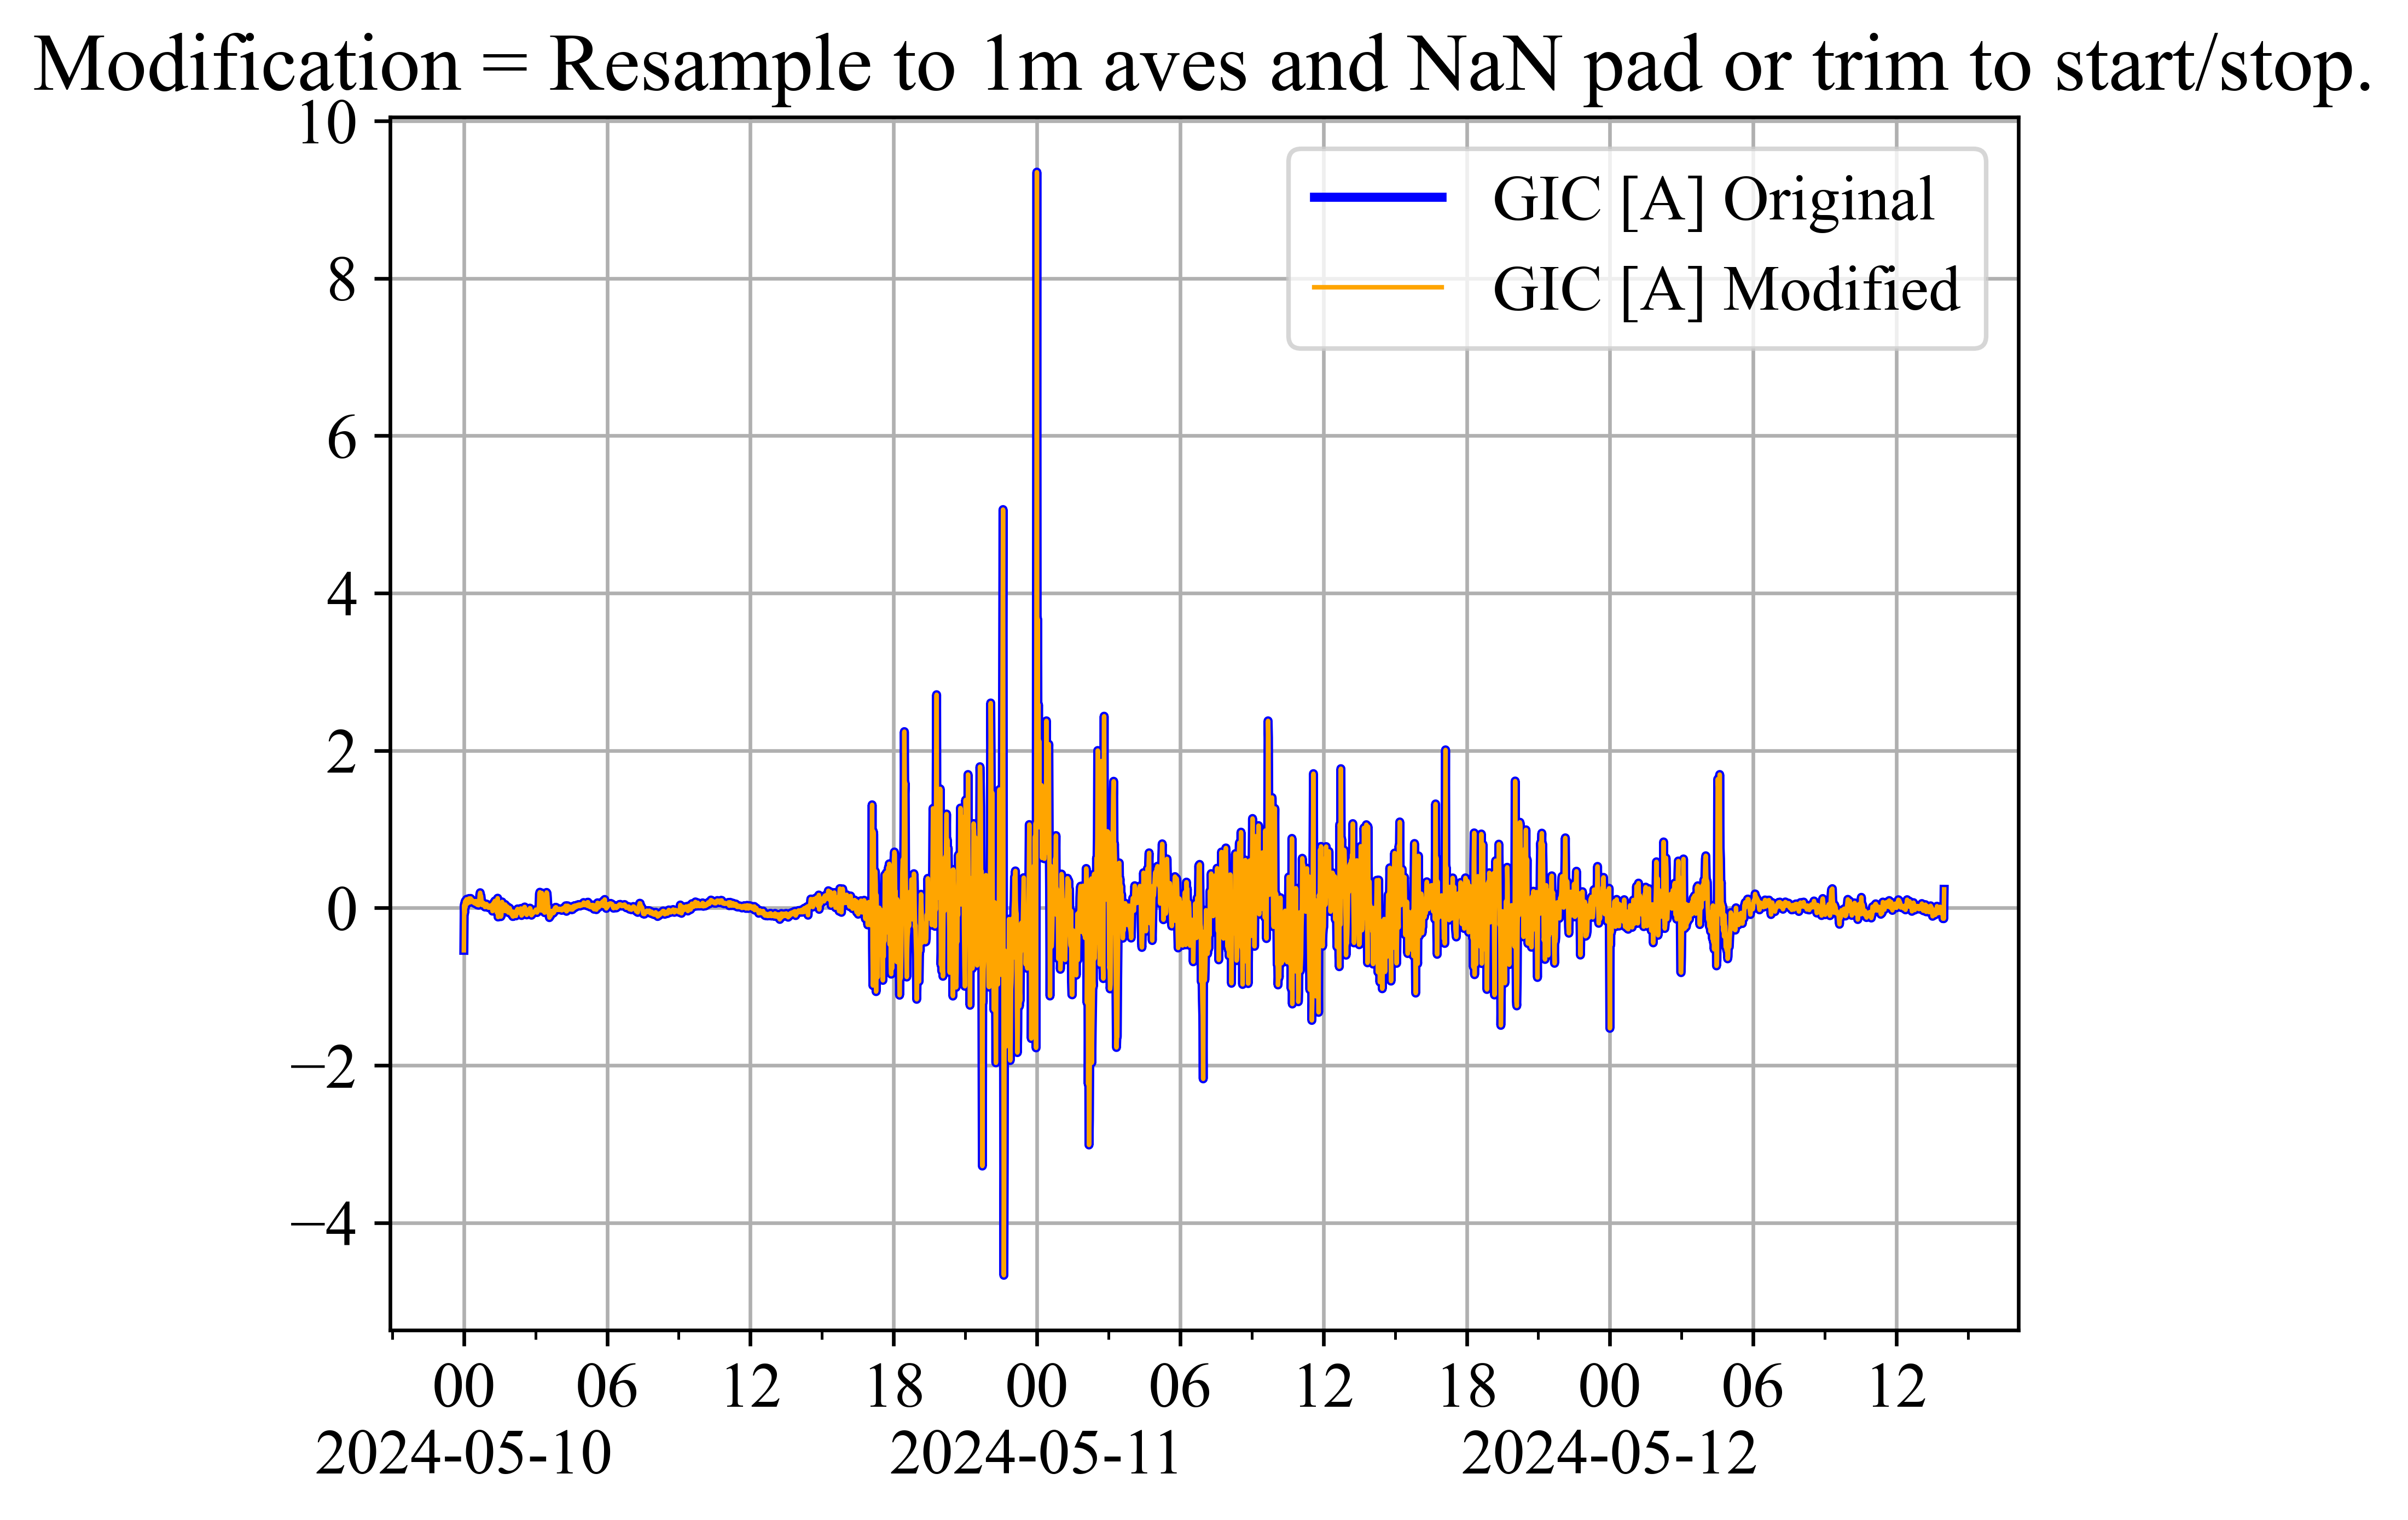 Modification = Resample to 1m aves and NaN pad or trim to start/stop.
10
8
6
4
2
0
−2
−4
GIC [A] Original
GIC [A] Modified
00 06 12 18 00 06 12 18 00 06 12
2024-05-10 2024-05-11 2024-05-12